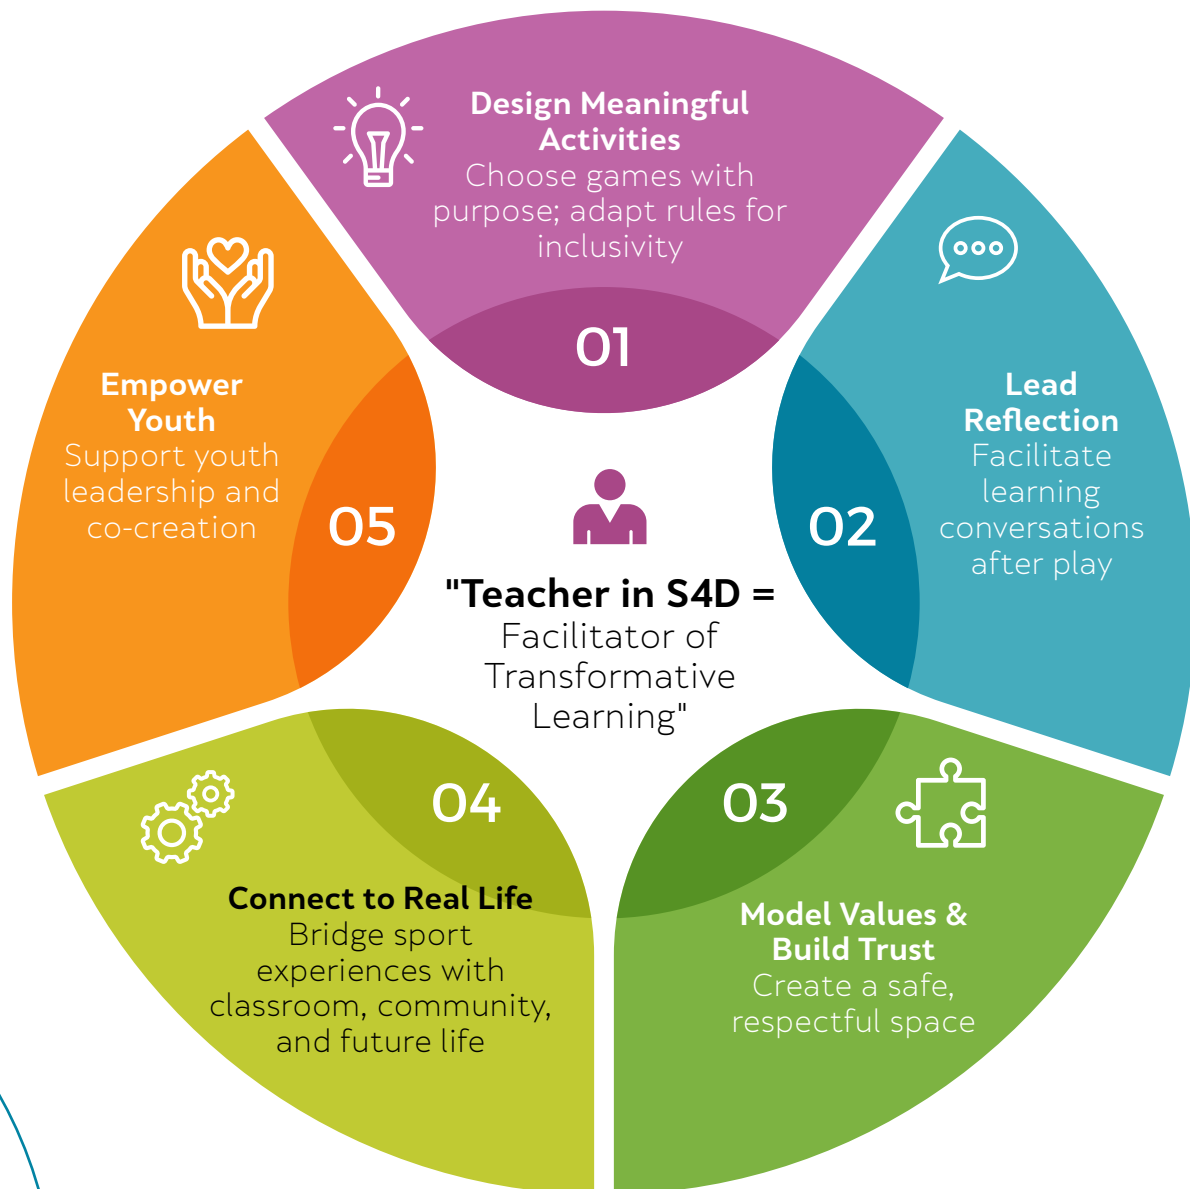 Design Meaningful
Activities
Choose games with
purpose; adapt rules for
inclusivity
01
Lead
Reflection
Facilitate
learning
conversations
after play
02
Model Values &
Build Trust
Create a safe,
respectful space
03
Connect to Real Life
Bridge sport
experiences with
classroom, community,
and future life
04
Empower
Youth
Support youth
leadership and
co-creation
05
"Teacher in S4D =
Facilitator of
Transformative
Learning"